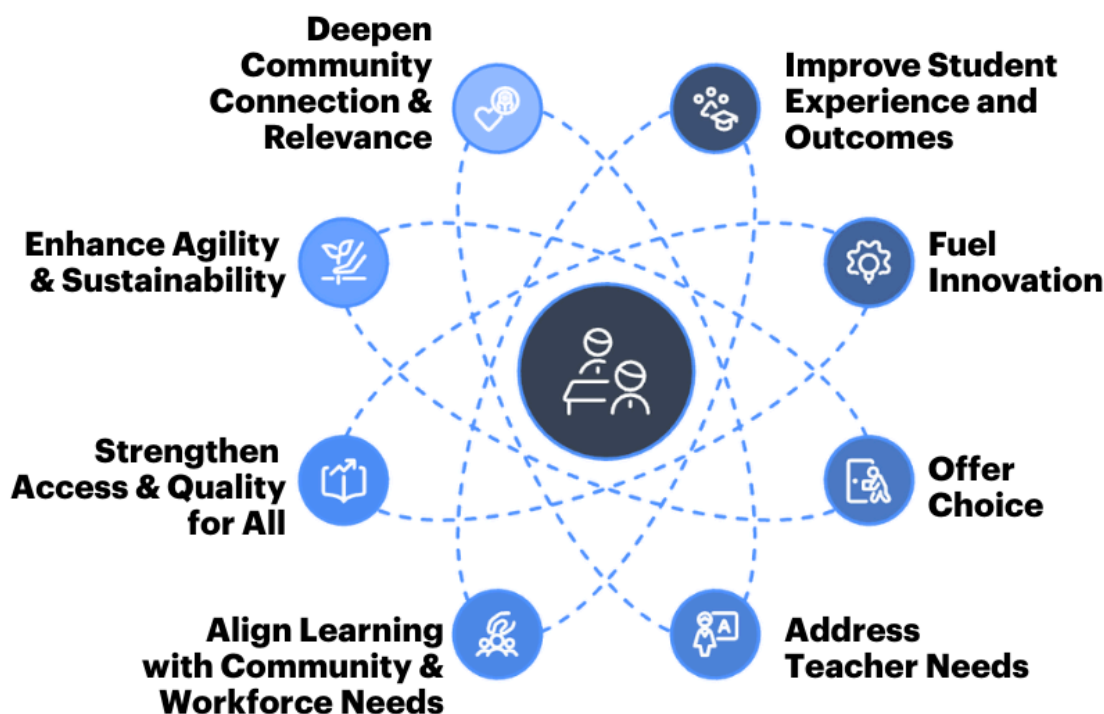 Deepen
Community
Connection &
Relevance
Improve Student
Experience and
Outcomes
Enhance Agility
& Sustainability
Fuel
Innovation
Strengthen
Access & Quality
for All
Offer
Choice
Align Learning
with Community &
Workforce Needs
A
Address
Teacher Needs